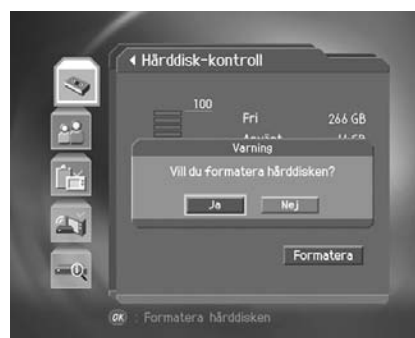 Hårddisk-kontroll
100
Fri 266 GB
Varning
Vill du formatera hårddisken?
Ja Nej
Formatera
OK : Formatera hårddisken